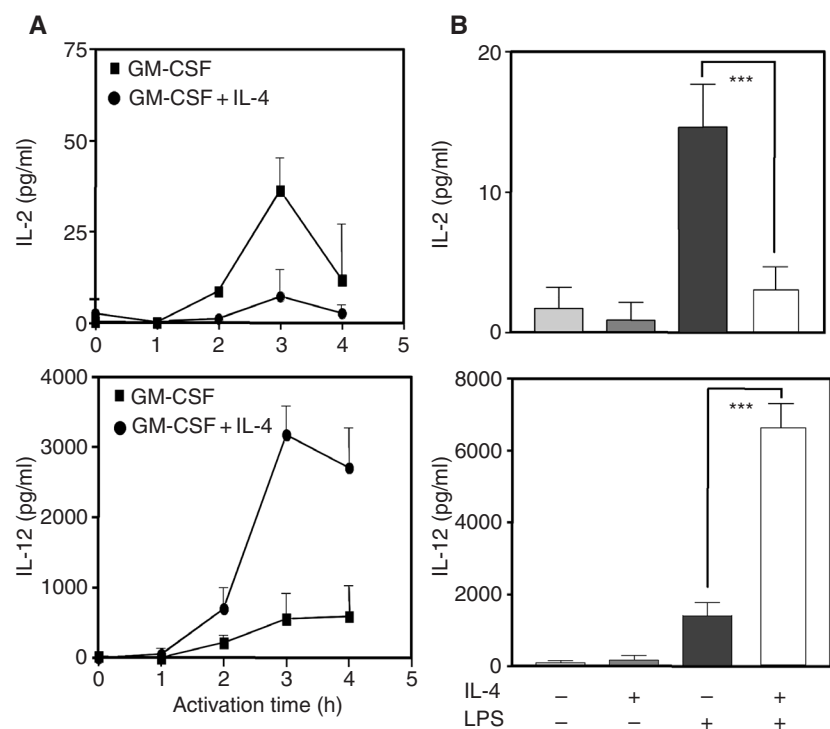 A
IL-2 (pg/ml)
75
50
25
0
■ GM-CSF
● GM-CSF + IL-4
0 1 2 3 4 5
IL-12 (pg/ml)
4000
3000
2000
1000
0
■ GM-CSF
● GM-CSF + IL-4
0 1 2 3 4 5
Activation time (h)
B
IL-2 (pg/ml)
20
10
0
***
IL-12 (pg/ml)
8000
6000
4000
2000
0
***
IL-4 – + – +
LPS – – + +